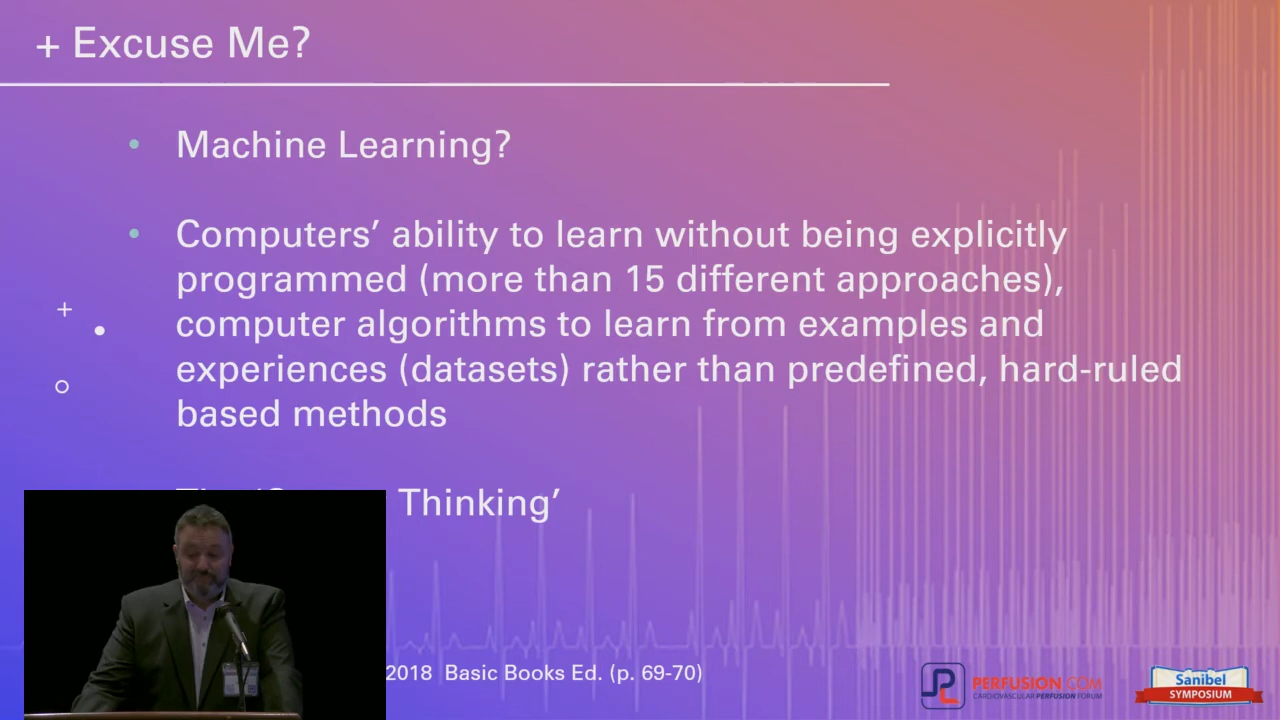 + Excuse Me?
• Machine Learning?
• Computers’ ability to learn without being explicitly
programmed (more than 15 different approaches),
computer algorithms to learn from examples and
experiences (datasets) rather than predefined, hard-ruled
based methods
Thinking’
2018 Basic Books Ed. (p. 69-70)
PERFUSION.COM
CARDIOVASCULAR PERFUSION FORUM
Sanibel
SYMPOSIUM